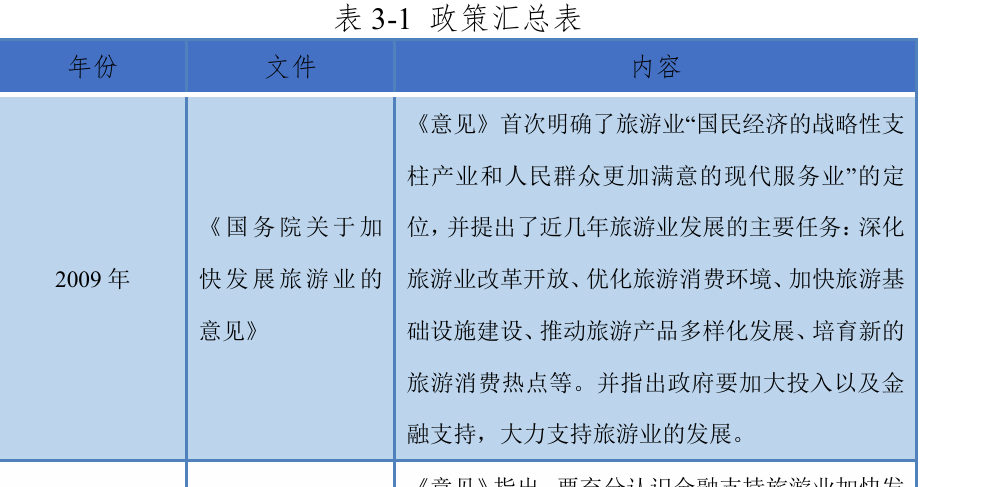 表 3-1 政策汇总表
年份 文件 内容
《意见》首次明确了旅游业“国民经济的战略性支
柱产业和人民群众更加满意的现代服务业”的定
《国务院关于加 位，并提出了近几年旅游业发展的主要任务：深化
2009 年 快发展旅游业的 旅游业改革开放、优化旅游消费环境、加快旅游基
意见》 础设施建设、推动旅游产品多样化发展、培育新的
旅游消费热点等。并指出政府要加大投入以及金
融支持，大力支持旅游业的发展。
《意见》指出，要充分认识金融支持旅游业加快发